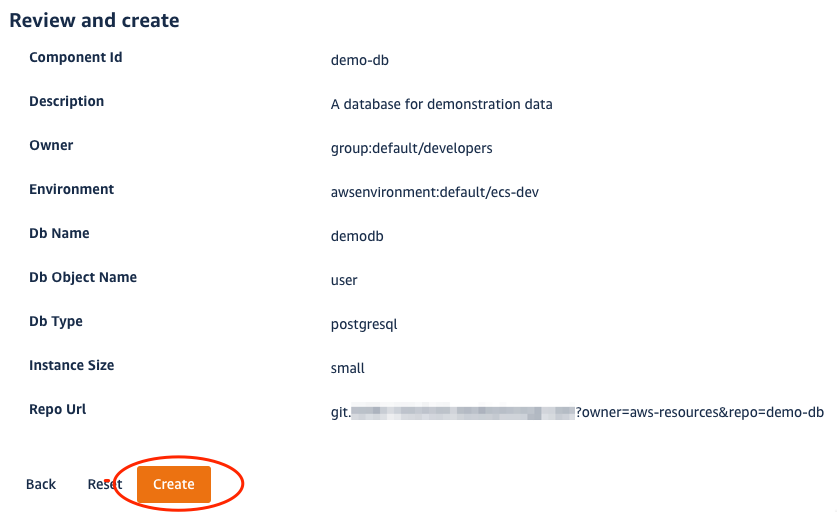 Review and create
Component Id demo-db
Description A database for demonstration data
Owner group:default/developers
Environment awsenvironment:default/ecs-dev
Db Name demodb
Db Object Name user
Db Type postgresql
Instance Size small
Repo Url git. ?owner=aws-resources&repo=demo-db
Back Reset Create